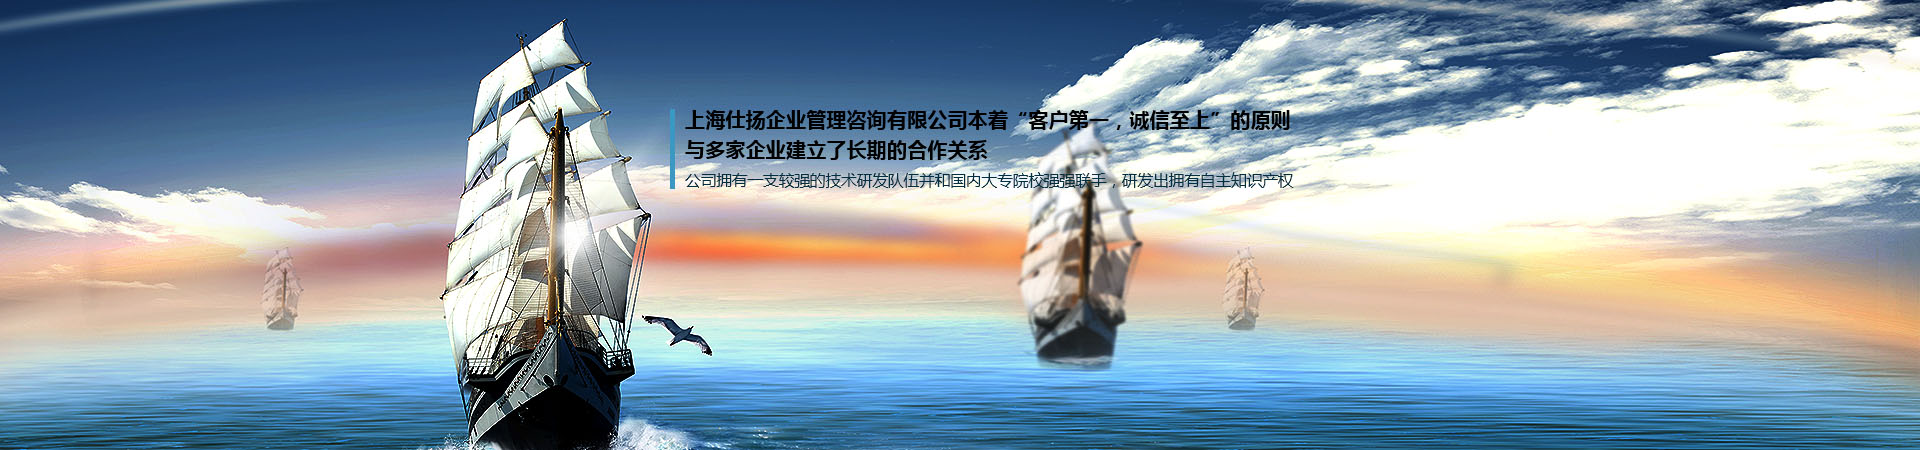 上海仕扬企业管理咨询有限公司本着“客户第一，诚信至上”的原则
与多家企业建立了长期的合作关系
公司拥有一支较强的技术研发队伍并和国内大专院校强强联手，研发出拥有自主知识产权